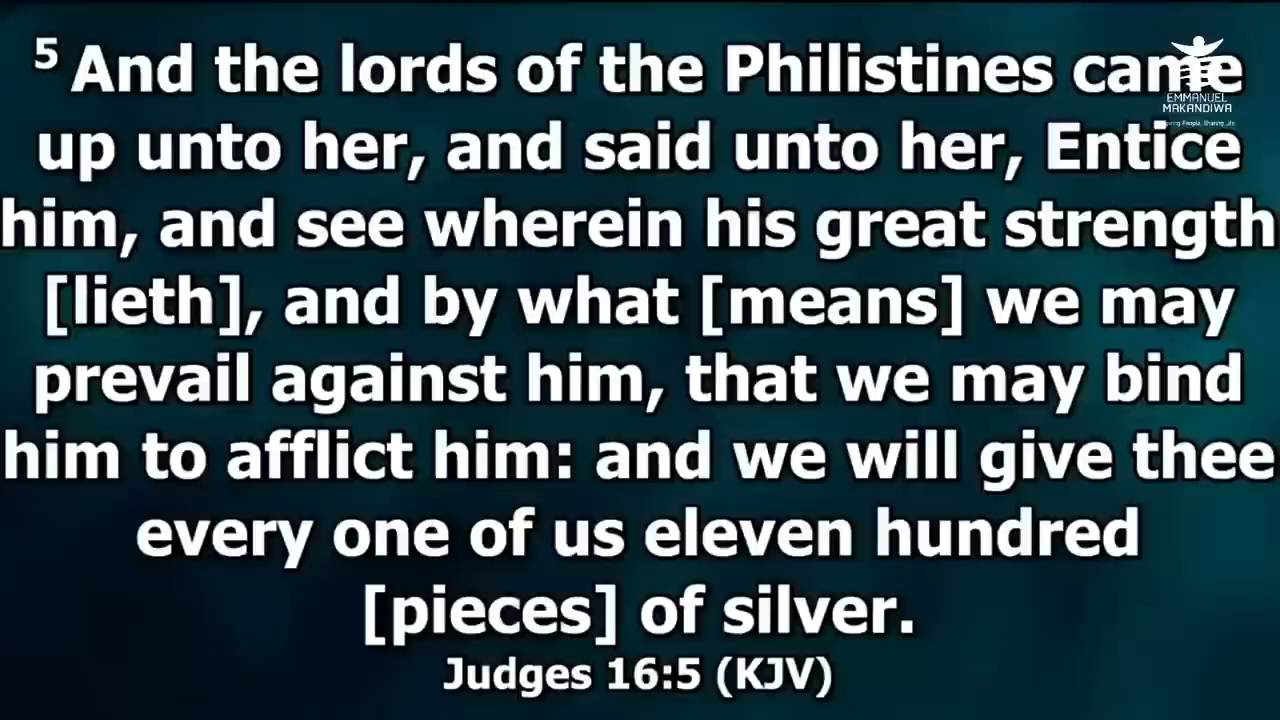 5 And the lords of the Philistines came
up unto her, and said unto her, Entice
him, and see wherein his great strength
[lieth], and by what [means] we may
prevail against him, that we may bind
him to afflict him: and we will give thee
every one of us eleven hundred
[pieces] of silver.
Judges 16:5 (KJV)
EMMANUEL
MAKANDIWA